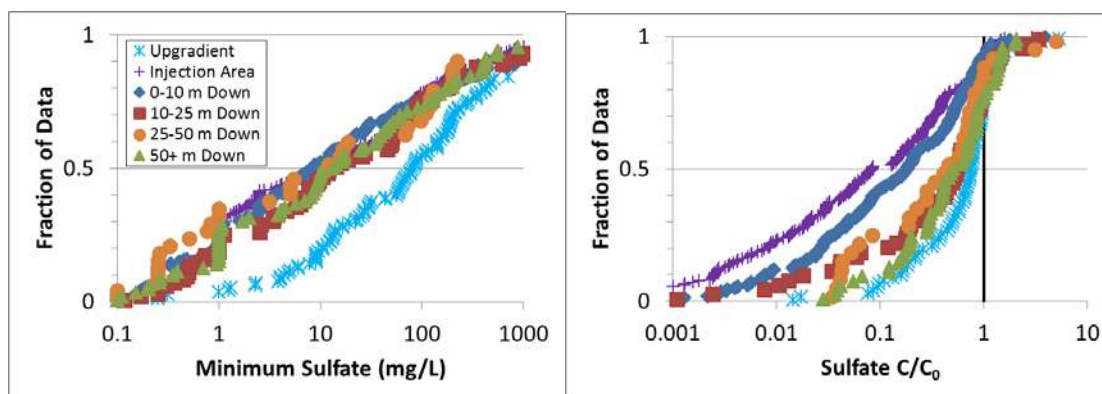 1
0.5
0
Fraction of Data
Upgradient
Injection Area
0-10 m Down
10-25 m Down
25-50 m Down
50+ m Down
0.1 1 10 100 1000
Minimum Sulfate (mg/L)
1
0.5
0
Fraction of Data
0.001 0.01 0.1 1 10
Sulfate C/C₀